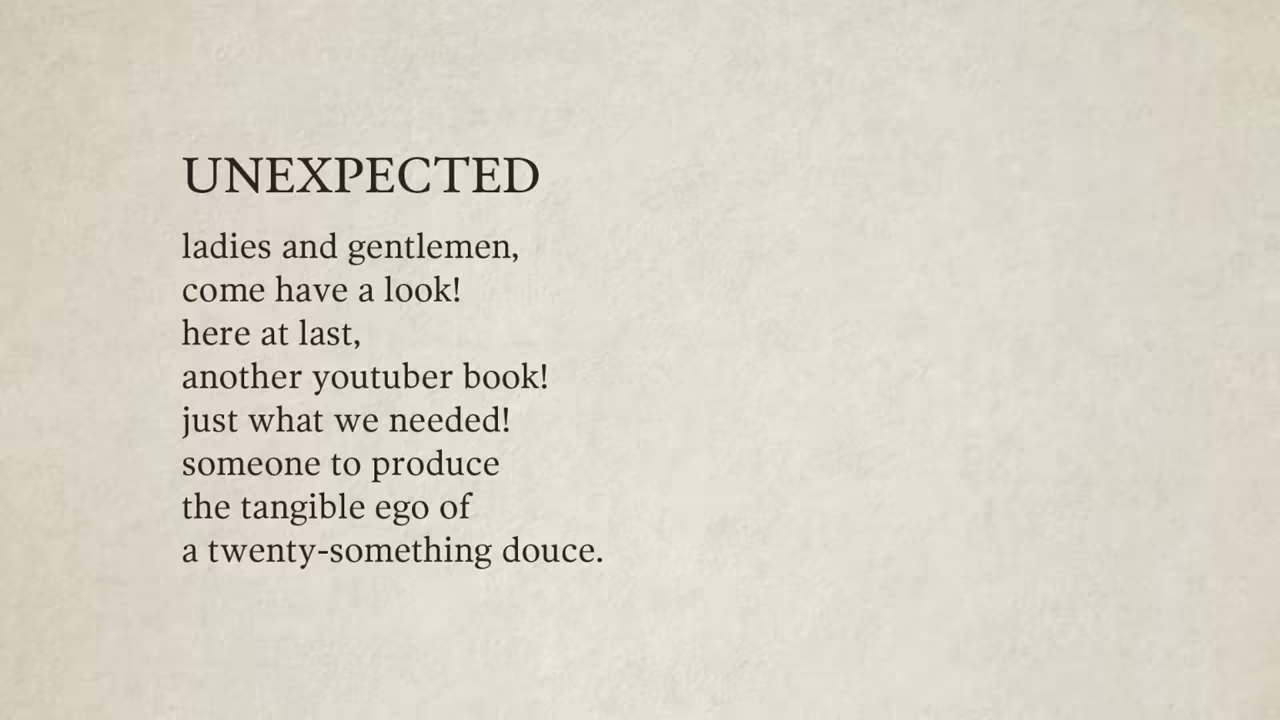 UNEXPECTED
ladies and gentlemen,
come have a look!
here at last,
another youtuber book!
just what we needed!
someone to produce
the tangible ego of
a twenty-something douce.